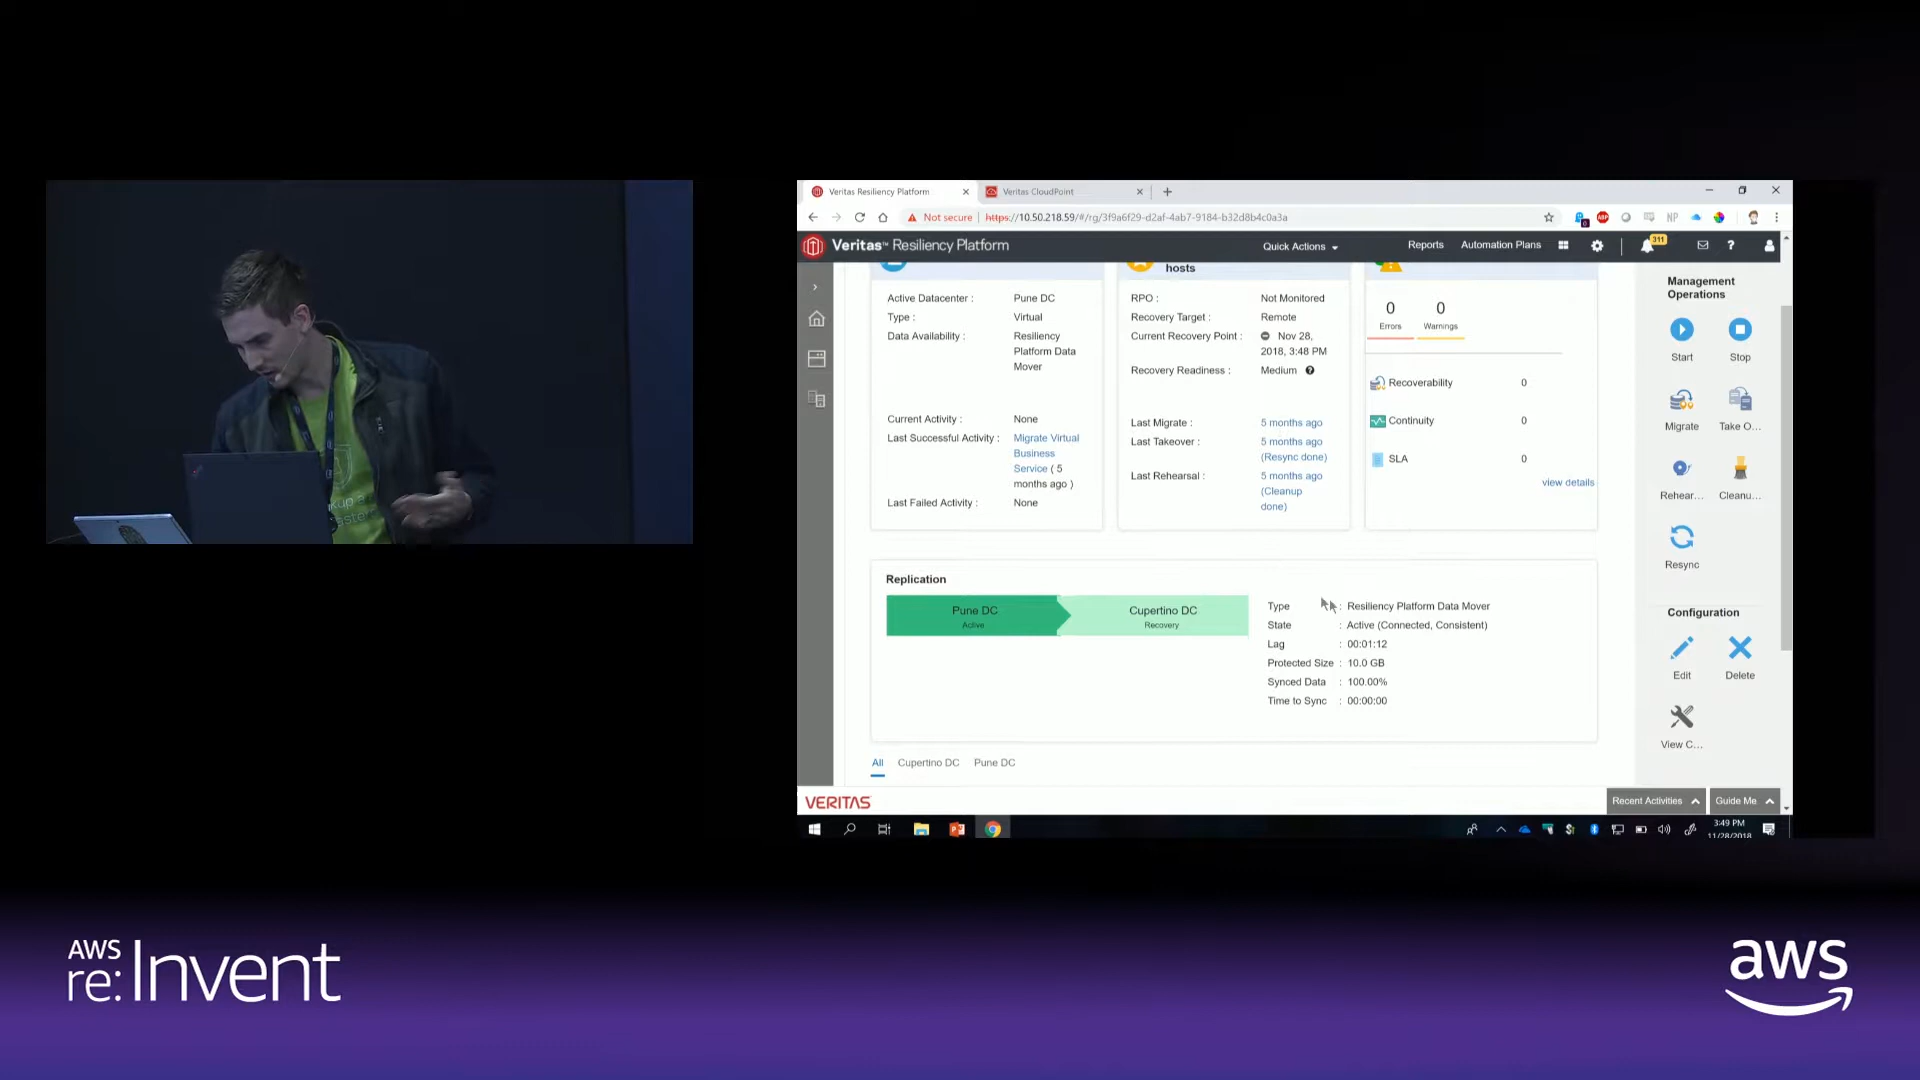 Veritas Resiliency Platform
Veritas CloudPoint
Not secure | https://10.50.218.59/#/rg/3f9a6f29-d2af-4ab7-9184-b32d8b4c0a3a
ABP
NP
Veritas™ Resiliency Platform
Quick Actions
Reports
Automation Plans
311
?
hosts
Active Datacenter : Pune DC
Type : Virtual
Data Availability : Resiliency
Platform Data
Mover
Current Activity : None
Last Successful Activity : Migrate Virtual
Business
Service ( 5
months ago )
Last Failed Activity : None
RPO : Not Monitored
Recovery Target : Remote
Current Recovery Point : Nov 28,
2018, 3:48 PM
Recovery Readiness : Medium
Last Migrate : 5 months ago
Last Takeover : 5 months ago
(Resync done)
Last Rehearsal : 5 months ago
(Cleanup
done)
0 0
Errors Warnings
Recoverability 0
Continuity 0
SLA 0
view details
Management
Operations
Start Stop
Migrate Take O...
Rehear... Cleanu...
Resync
Configuration
Edit Delete
View C...
Replication
Pune DC
Active
Cupertino DC
Recovery
Type : Resiliency Platform Data Mover
State : Active (Connected, Consistent)
Lag : 00:01:12
Protected Size : 10.0 GB
Synced Data : 100.00%
Time to Sync : 00:00:00
All Cupertino DC Pune DC
VERITAS
Recent Activities
Guide Me
3:49 PM
11/28/2018
AWS
re:Invent
aws